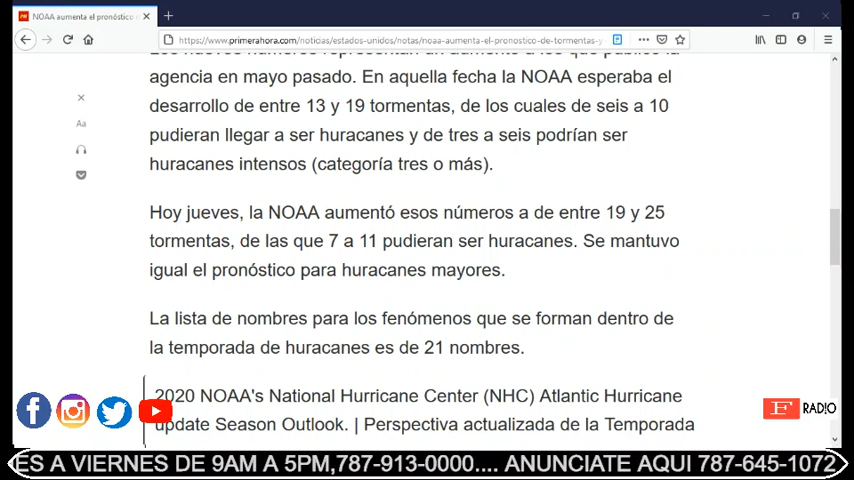 NOAA aumenta el pronóstico
https://www.primerahora.com/noticias/estados-unidos/notas/noaa-aumenta-el-pronostico-de-tormentas-y
agencia en mayo pasado. En aquella fecha la NOAA esperaba el
desarrollo de entre 13 y 19 tormentas, de los cuales de seis a 10
pudieran llegar a ser huracanes y de tres a seis podrían ser
huracanes intensos (categoría tres o más).
Aa
Hoy jueves, la NOAA aumentó esos números a de entre 19 y 25
tormentas, de las que 7 a 11 pudieran ser huracanes. Se mantuvo
igual el pronóstico para huracanes mayores.
La lista de nombres para los fenómenos que se forman dentro de
la temporada de huracanes es de 21 nombres.
2020 NOAA's National Hurricane Center (NHC) Atlantic Hurricane
update Season Outlook. | Perspectiva actualizada de la Temporada
F RADIO
ES A VIERNES DE 9AM A 5PM,787-913-0000.... ANUNCIATE AQUI 787-645-1072